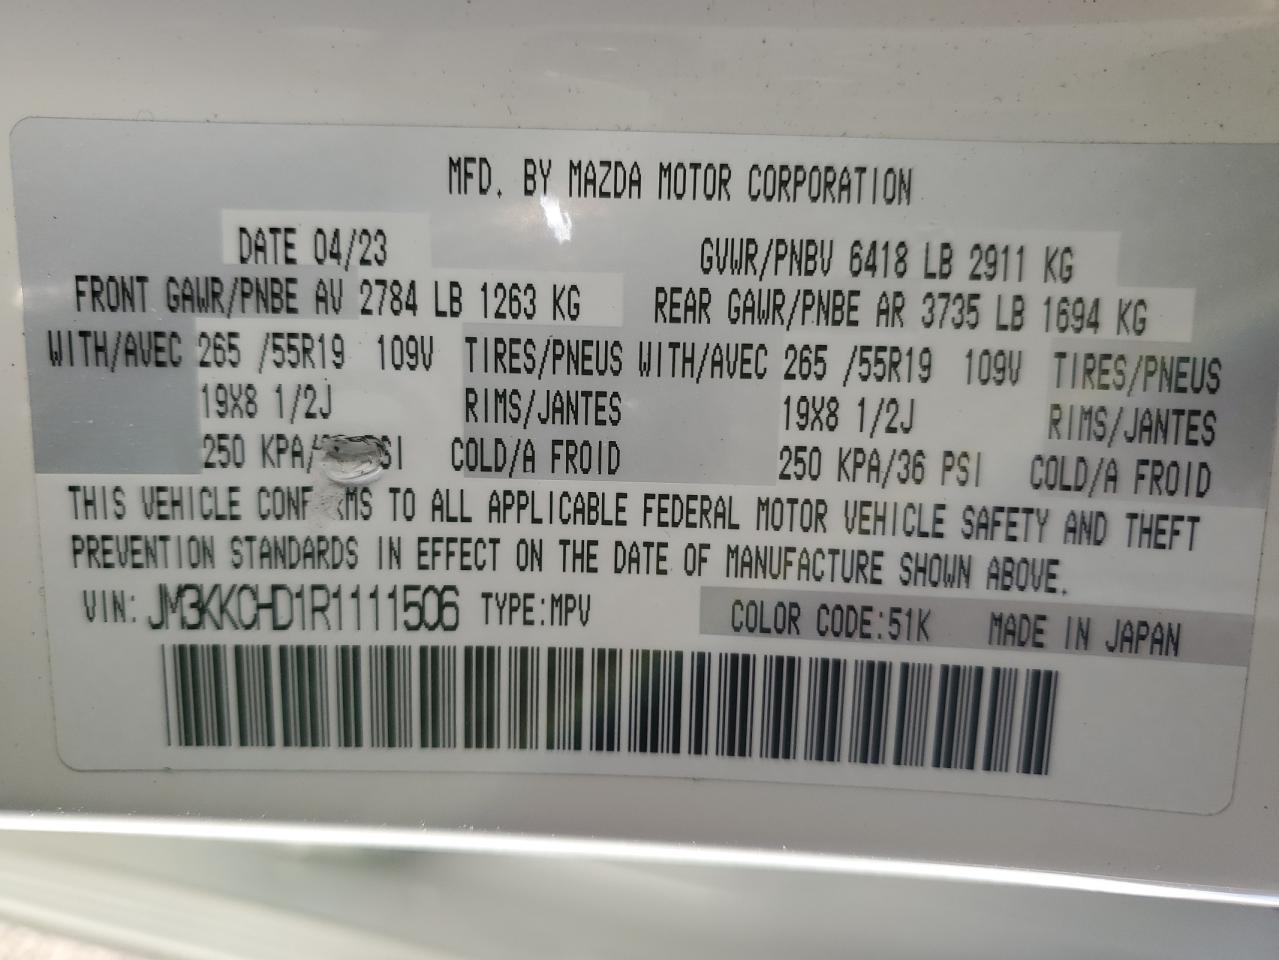 MFD. BY MAZDA MOTOR CORPORATION
DATE 04/23 GVWR/PNBV 6418 LB 2911 KG
FRONT GAWR/PNBE AV 2784 LB 1263 KG REAR GAWR/PNBE AR 3735 LB 1694 KG
WITH/AVEC 265 /55R19 109V TIRES/PNEUS WITH/AVEC 265 /55R19 109V TIRES/PNEUS
19X8 1/2J RIMS/JANTES 19X8 1/2J RIMS/JANTES
250 KPA/ COLD/A FROID 250 KPA/36 PSI COLD/A FROID
THIS VEHICLE CONFORMS TO ALL APPLICABLE FEDERAL MOTOR VEHICLE SAFETY AND THEFT
PREVENTION STANDARDS IN EFFECT ON THE DATE OF MANUFACTURE SHOWN ABOVE.
VIN: JM3KKCHD1R1111506 TYPE:MPV COLOR CODE:51K MADE IN JAPAN